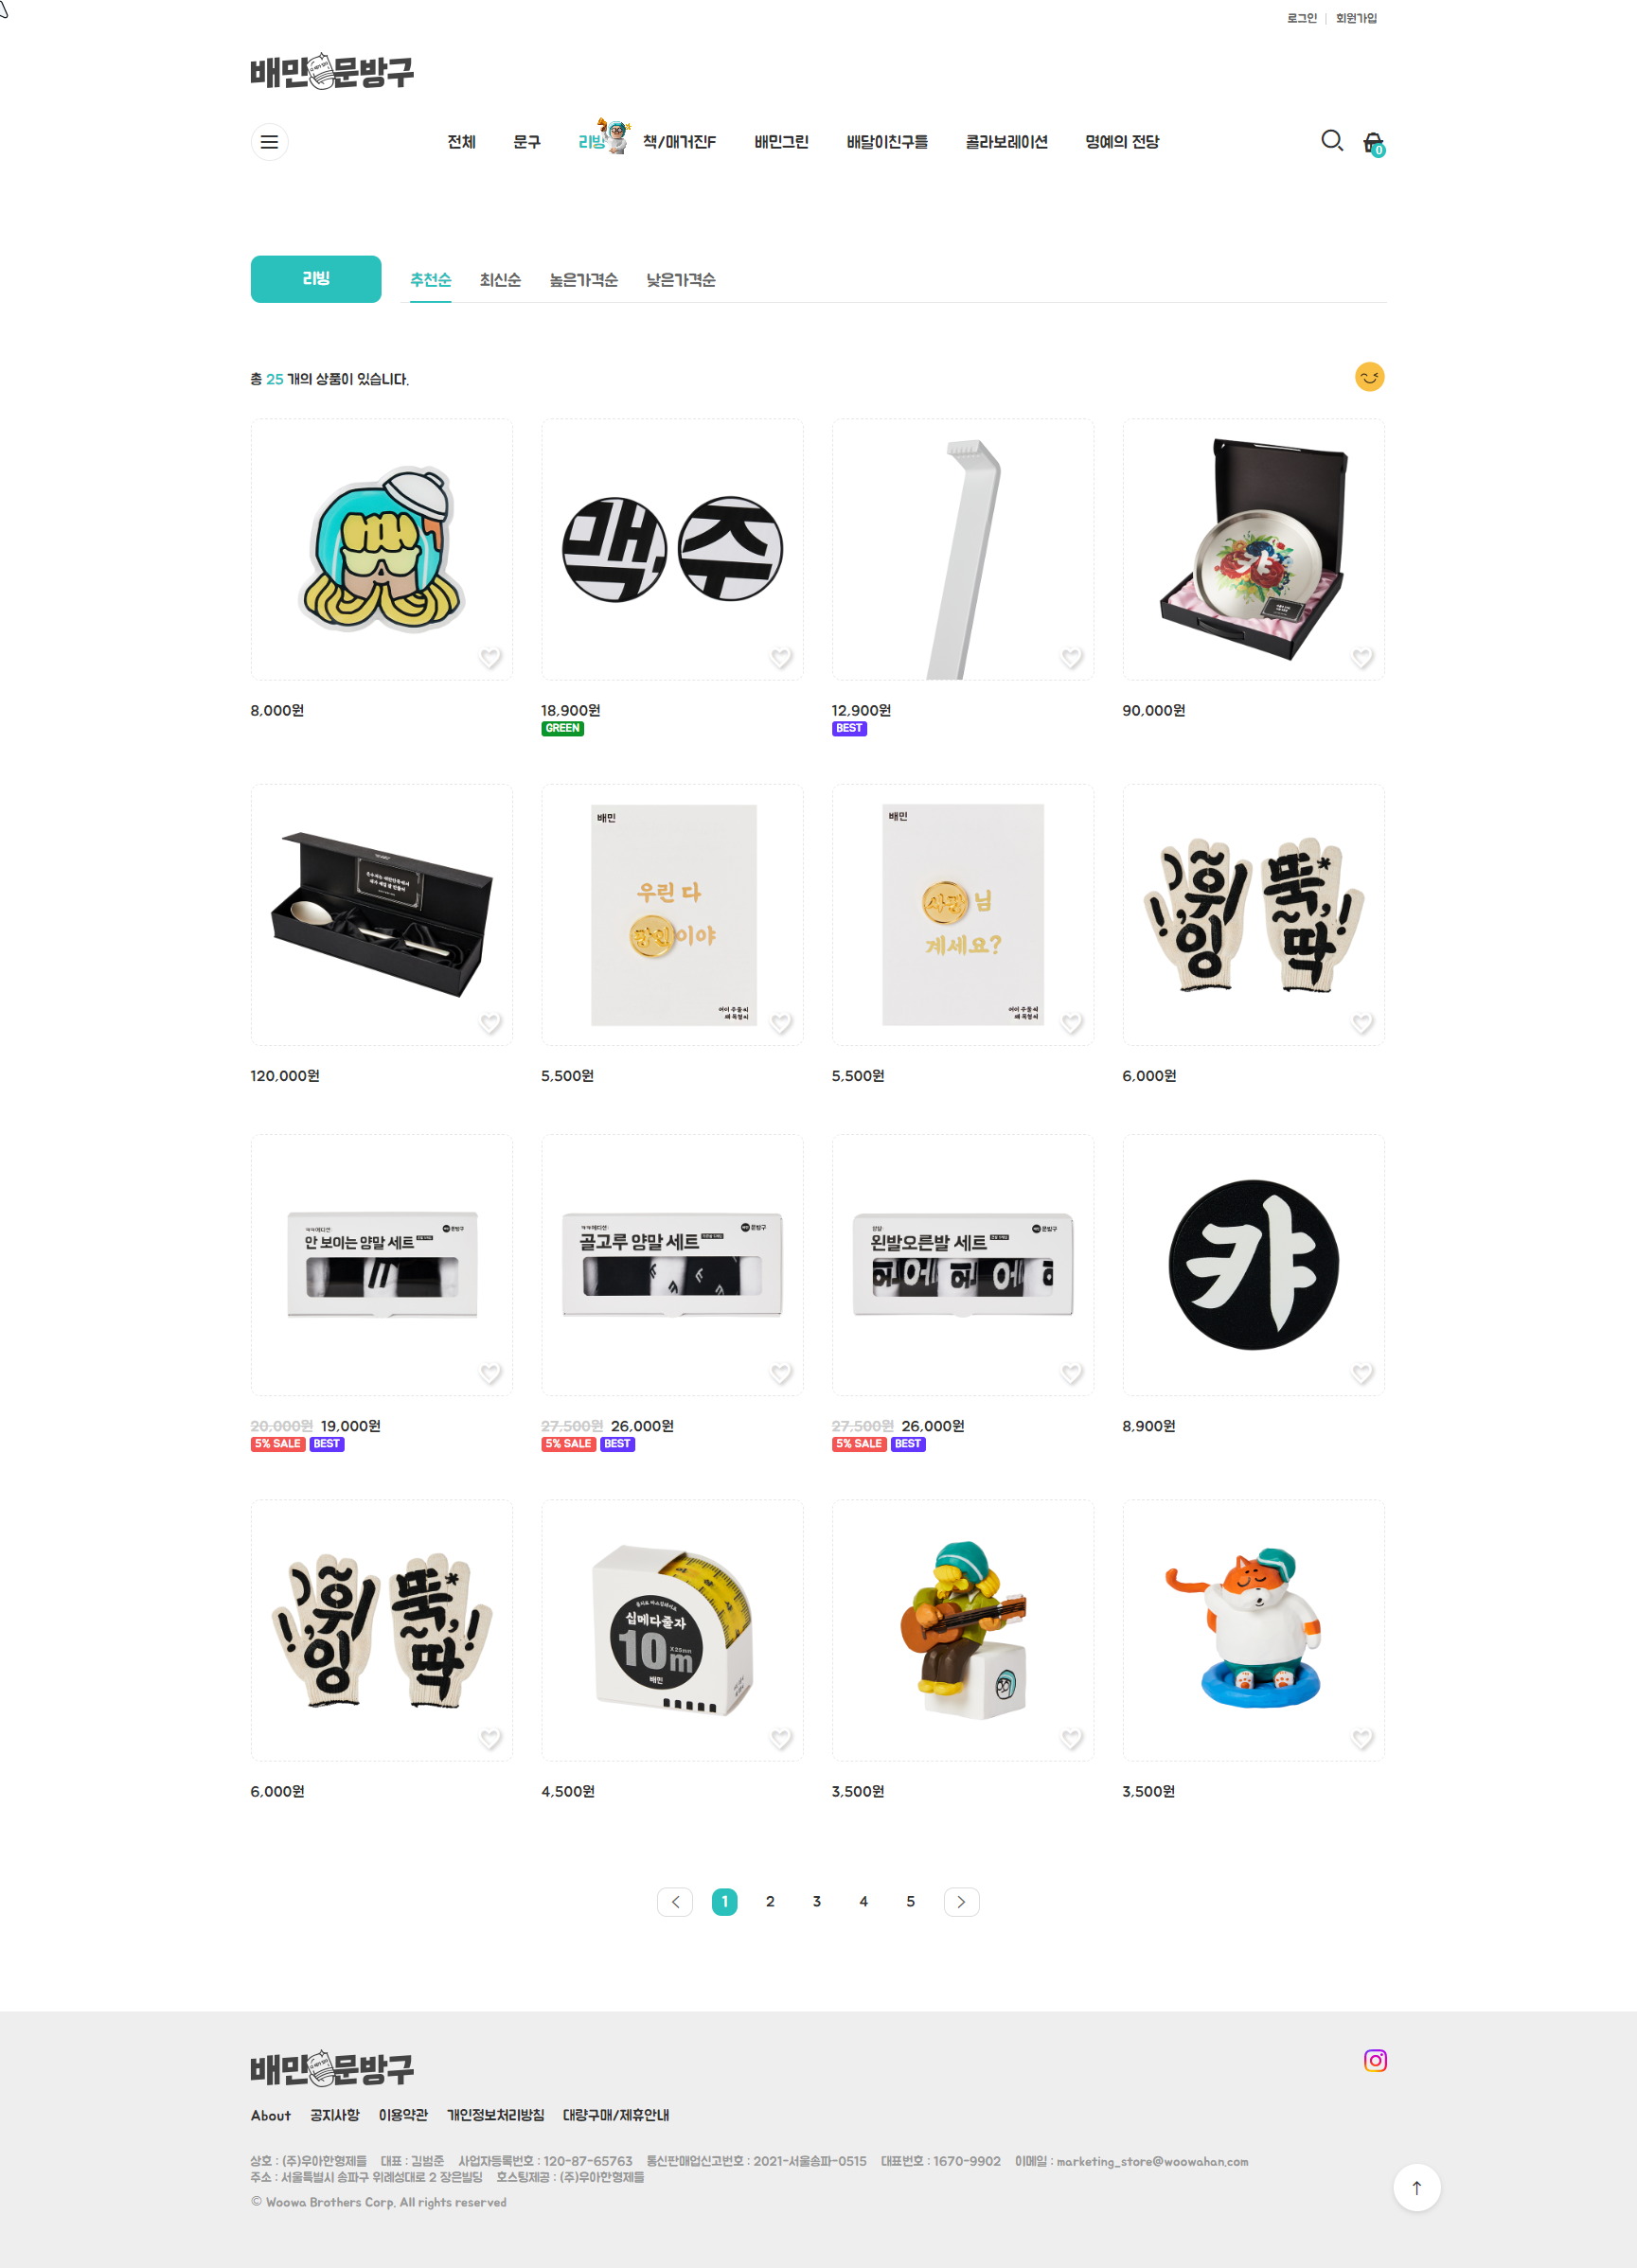 로그인 회원가입
배민문방구
전체 문구 리빙 책/매거진F 배민그린 배달이친구들 콜라보레이션 명예의 전당 0
리빙 추천순 최신순 높은가격순 낮은가격순
총 25 개의 상품이 있습니다.
맥 주
캬
8,000원 18,900원 12,900원 90,000원
GREEN BEST
배민 배민
우린 다
사랑 님
이야
계세요?
휘잉 뚝*딱
120,000원 5,500원 5,500원 6,000원
안 보이는 양말 세트 문방구
골고루 양말 세트 문방구
왼발오른발 세트 문방구
캬
20,000원 19,000원 27,500원 26,000원 27,500원 26,000원 8,900원
5% SALE BEST 5% SALE BEST 5% SALE BEST
휘잉 뚝*딱
십메다줄자
10m
X25mm
배민
6,000원 4,500원 3,500원 3,500원
1 2 3 4 5
배민문방구
About 공지사항 이용약관 개인정보처리방침 대량구매/제휴안내
상호 : (주)우아한형제들 대표 : 김범준 사업자등록번호 : 120-87-65763 통신판매업신고번호 : 2021-서울송파-0515 대표번호 : 1670-9902 이메일 : marketing_store@woowahan.com
주소 : 서울특별시 송파구 위례성대로 2 장은빌딩 호스팅제공 : (주)우아한형제들
© Woowa Brothers Corp. All rights reserved